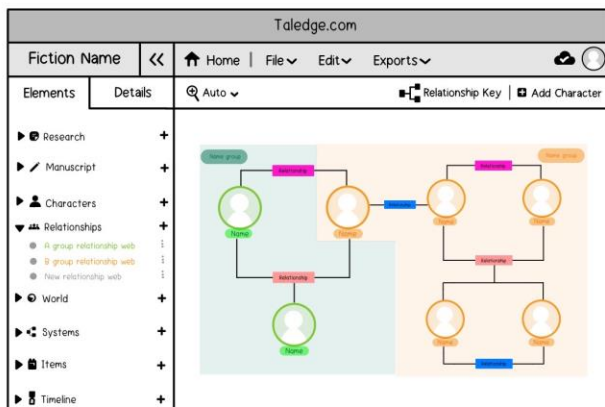 Taledge.com
Fiction Name
Home | File Edit Exports
Elements Details
Auto
Relationship Key | Add Character
Research
Manuscript
Characters
Relationships
A group relationship web
B group relationship web
New relationship web
World
Systems
Items
Timeline
Name group
Name group
Relationship
Relationship
Relationship
Name
Name
Name
Name
Relationship
Relationship
Name
Name
Name
Relationship